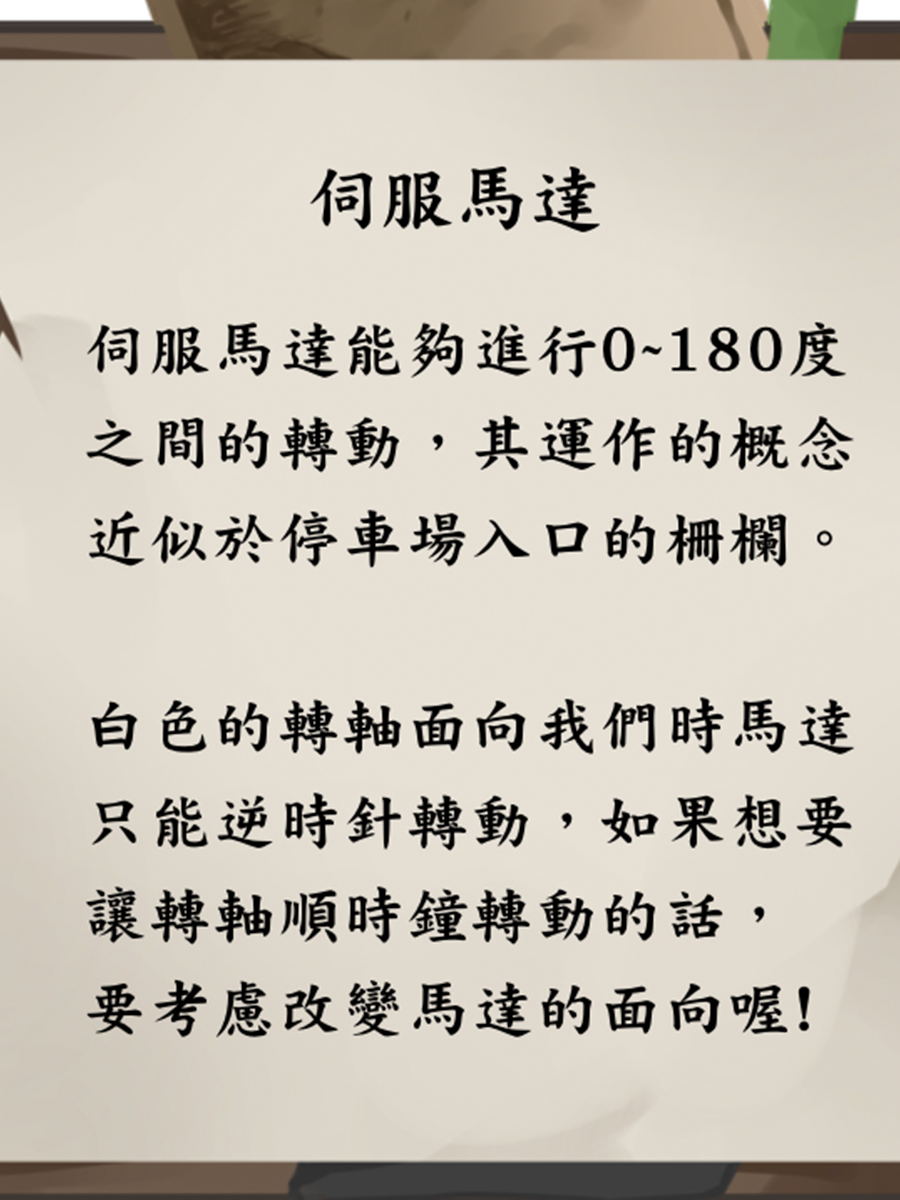 伺服馬達
伺服馬達能夠進行0~180度
之間的轉動，其運作的概念
近似於停車場入口的柵欄。
白色的轉軸面向我們時馬達
只能逆時針轉動，如果想要
讓轉軸順時鐘轉動的話，
要考慮改變馬達的面向喔!